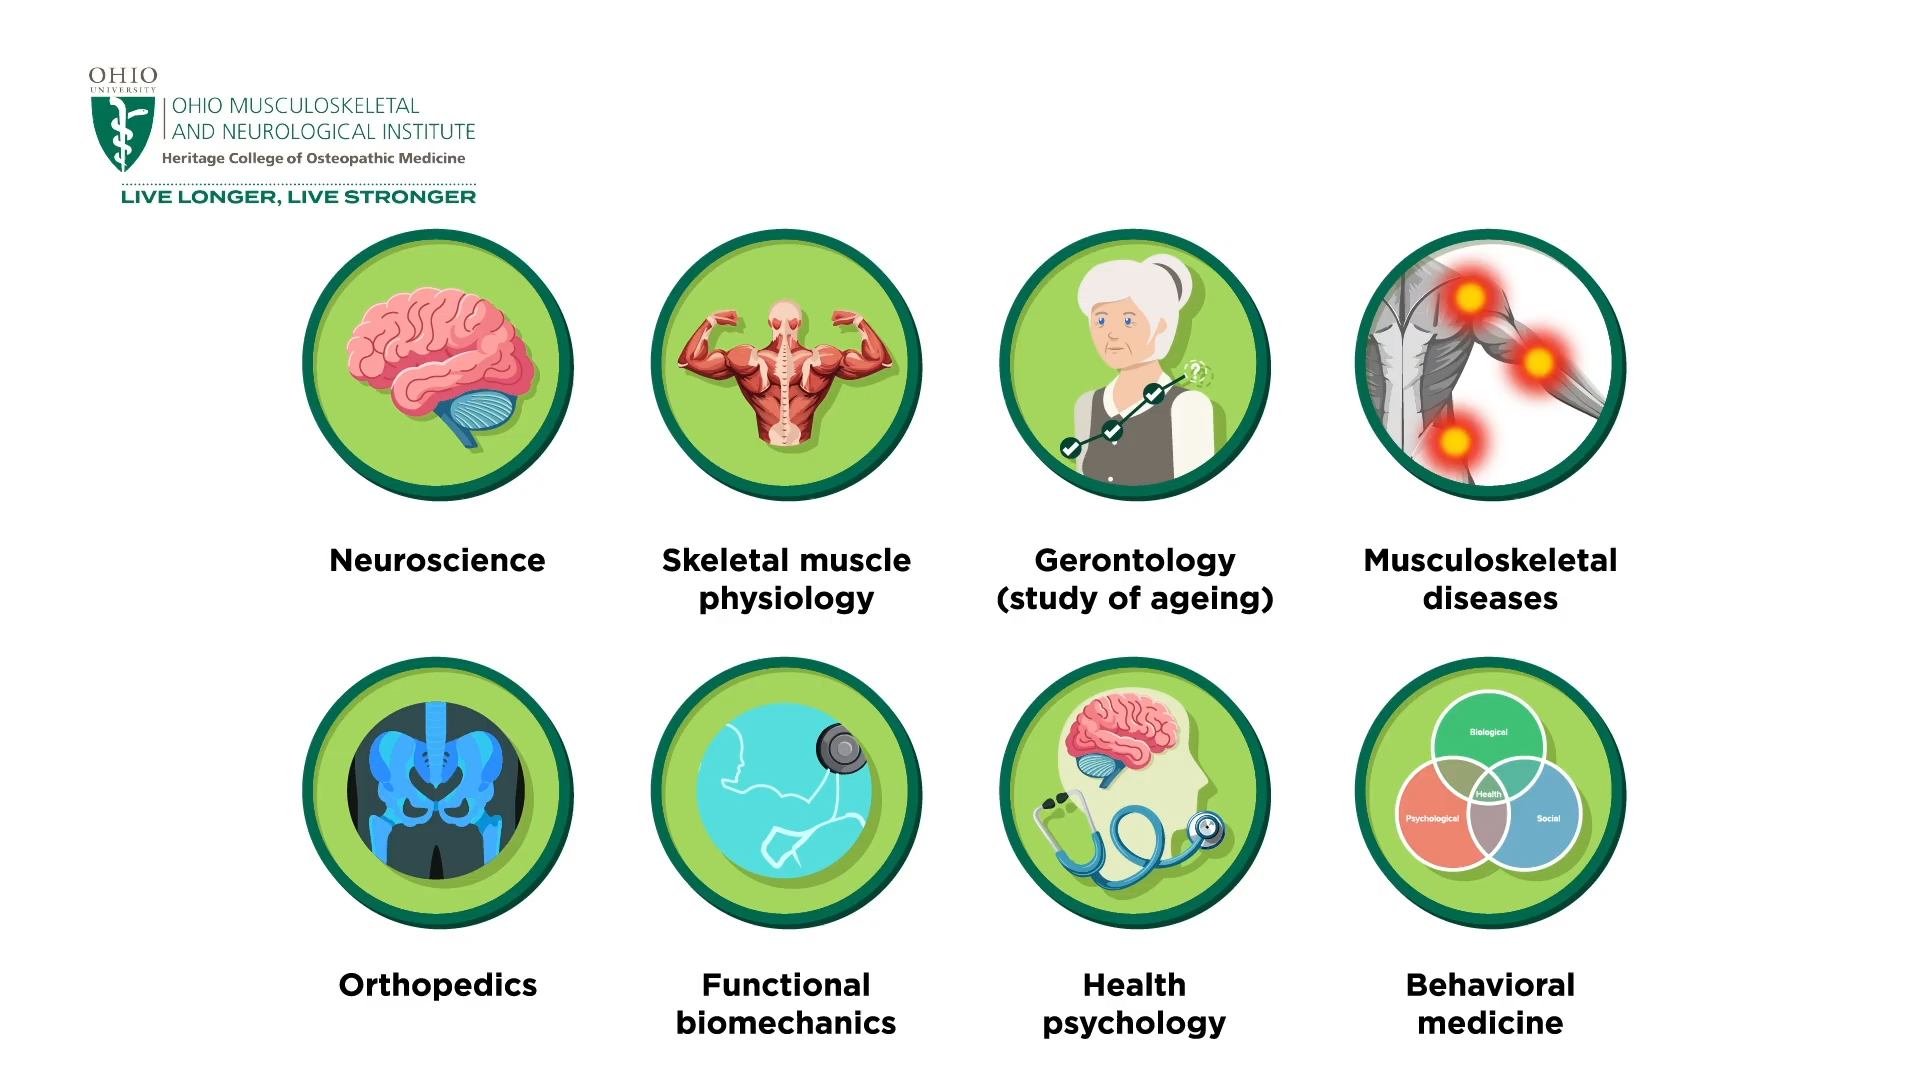 OHIO
UNIVERSITY
OHIO MUSCULOSKELETAL
AND NEUROLOGICAL INSTITUTE
Heritage College of Osteopathic Medicine
LIVE LONGER, LIVE STRONGER
?
Neuroscience
Skeletal muscle
physiology
Gerontology
(study of ageing)
Musculoskeletal
diseases
Biological
Health
Psychological
Social
Orthopedics
Functional
biomechanics
Health
psychology
Behavioral
medicine